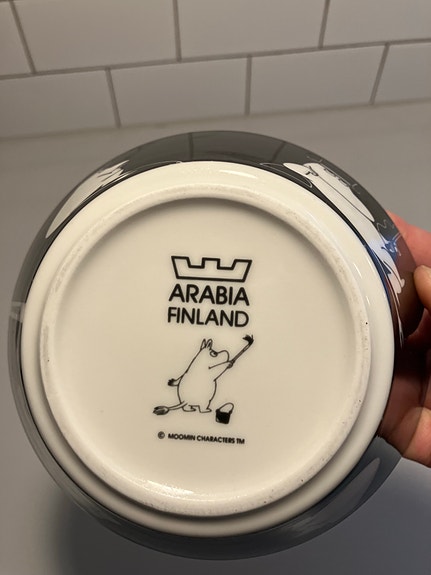 ARABIA
FINLAND
© MOOMIN CHARACTERS TM